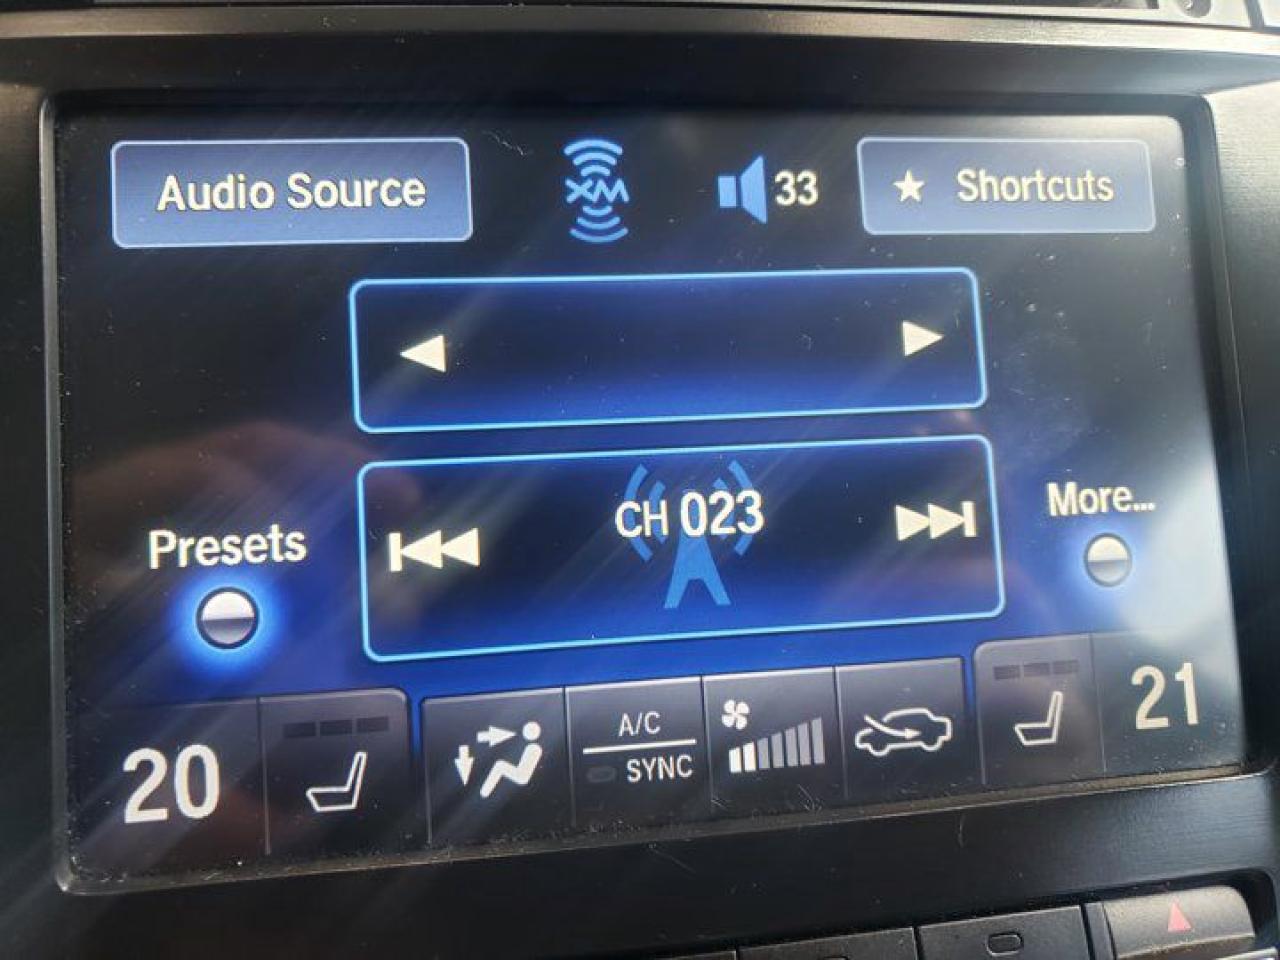 Audio Source
XM
33
★ Shortcuts
CH 023
Presets
More...
20
A/C
SYNC
21